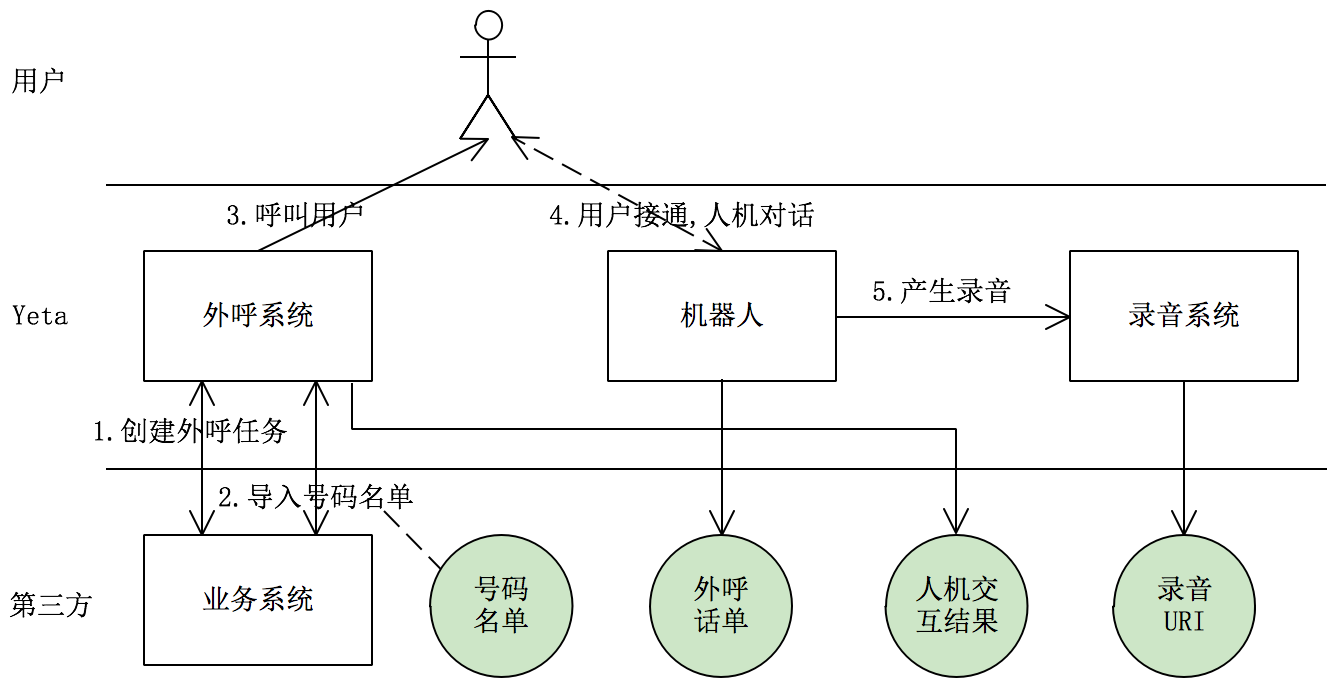 用户
3.呼叫用户
4.用户接通,人机对话
Yeta
外呼系统
机器人
5.产生录音
录音系统
1.创建外呼任务
2.导入号码名单
第三方
业务系统
号码
名单
外呼
话单
人机交
互结果
录音
URI